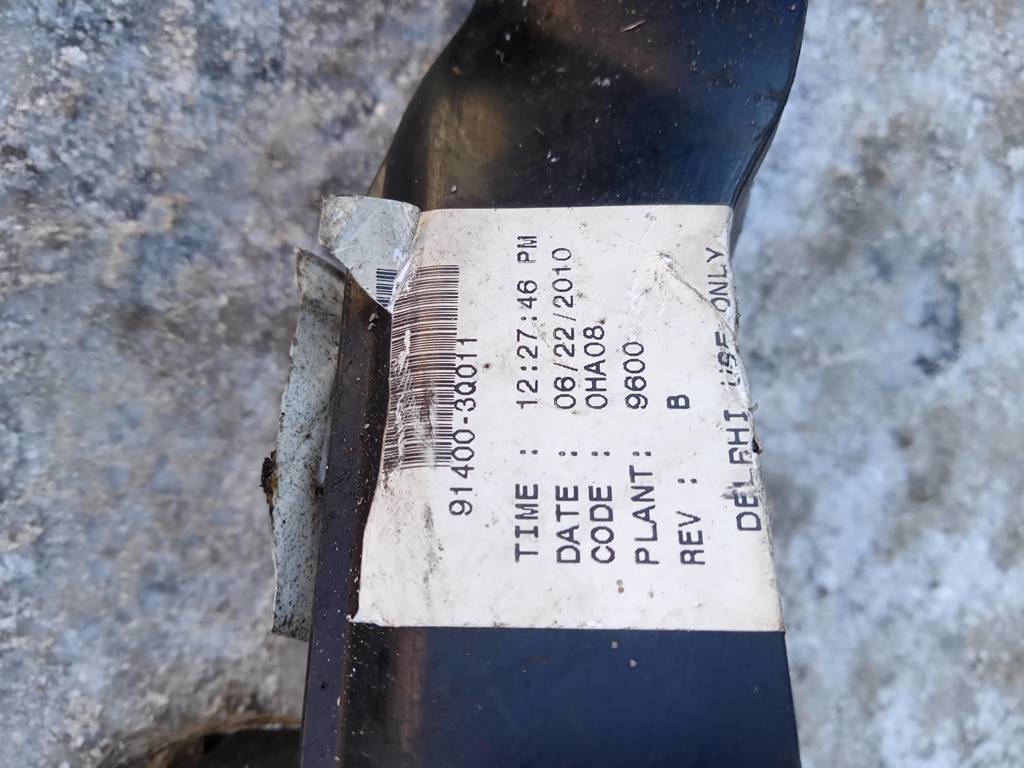 91400-3Q011
TIME : 12:27:46 PM
DATE : 06/22/2010
CODE : 0HA08
PLANT: 9600
REV : B
DELPHI USE ONLY